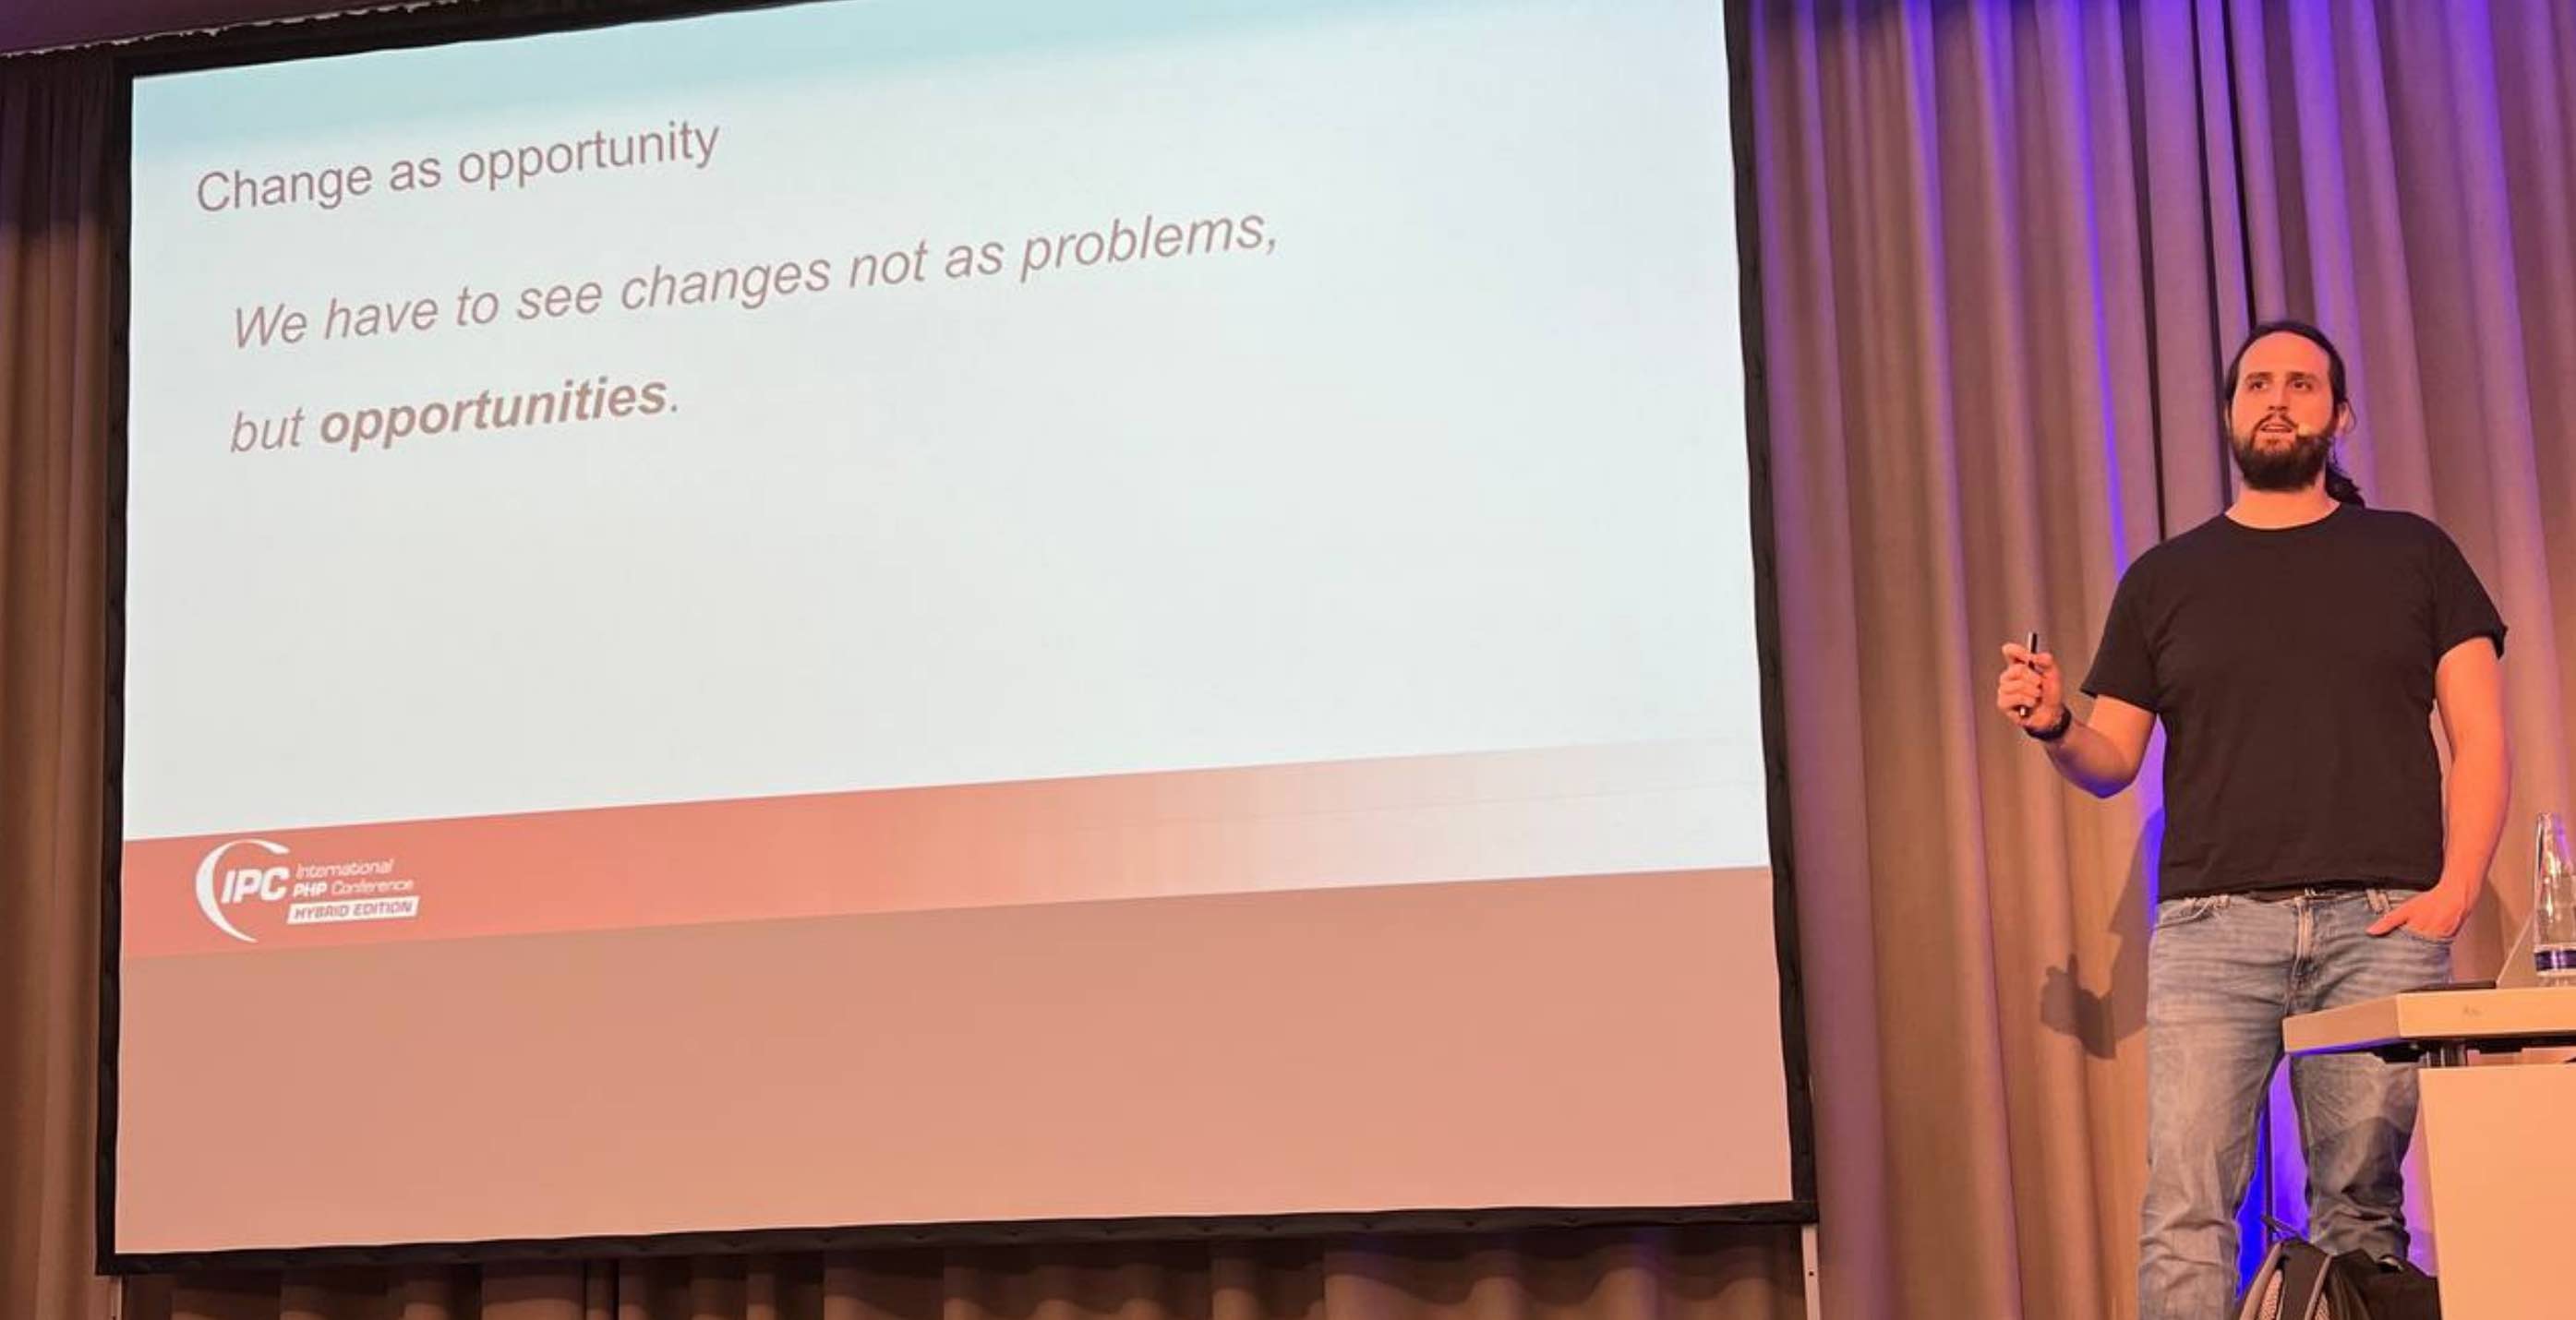 Change as opportunity
We have to see changes not as problems,
but opportunities.
IPC
International
PHP Conference
HYBRID EDITION